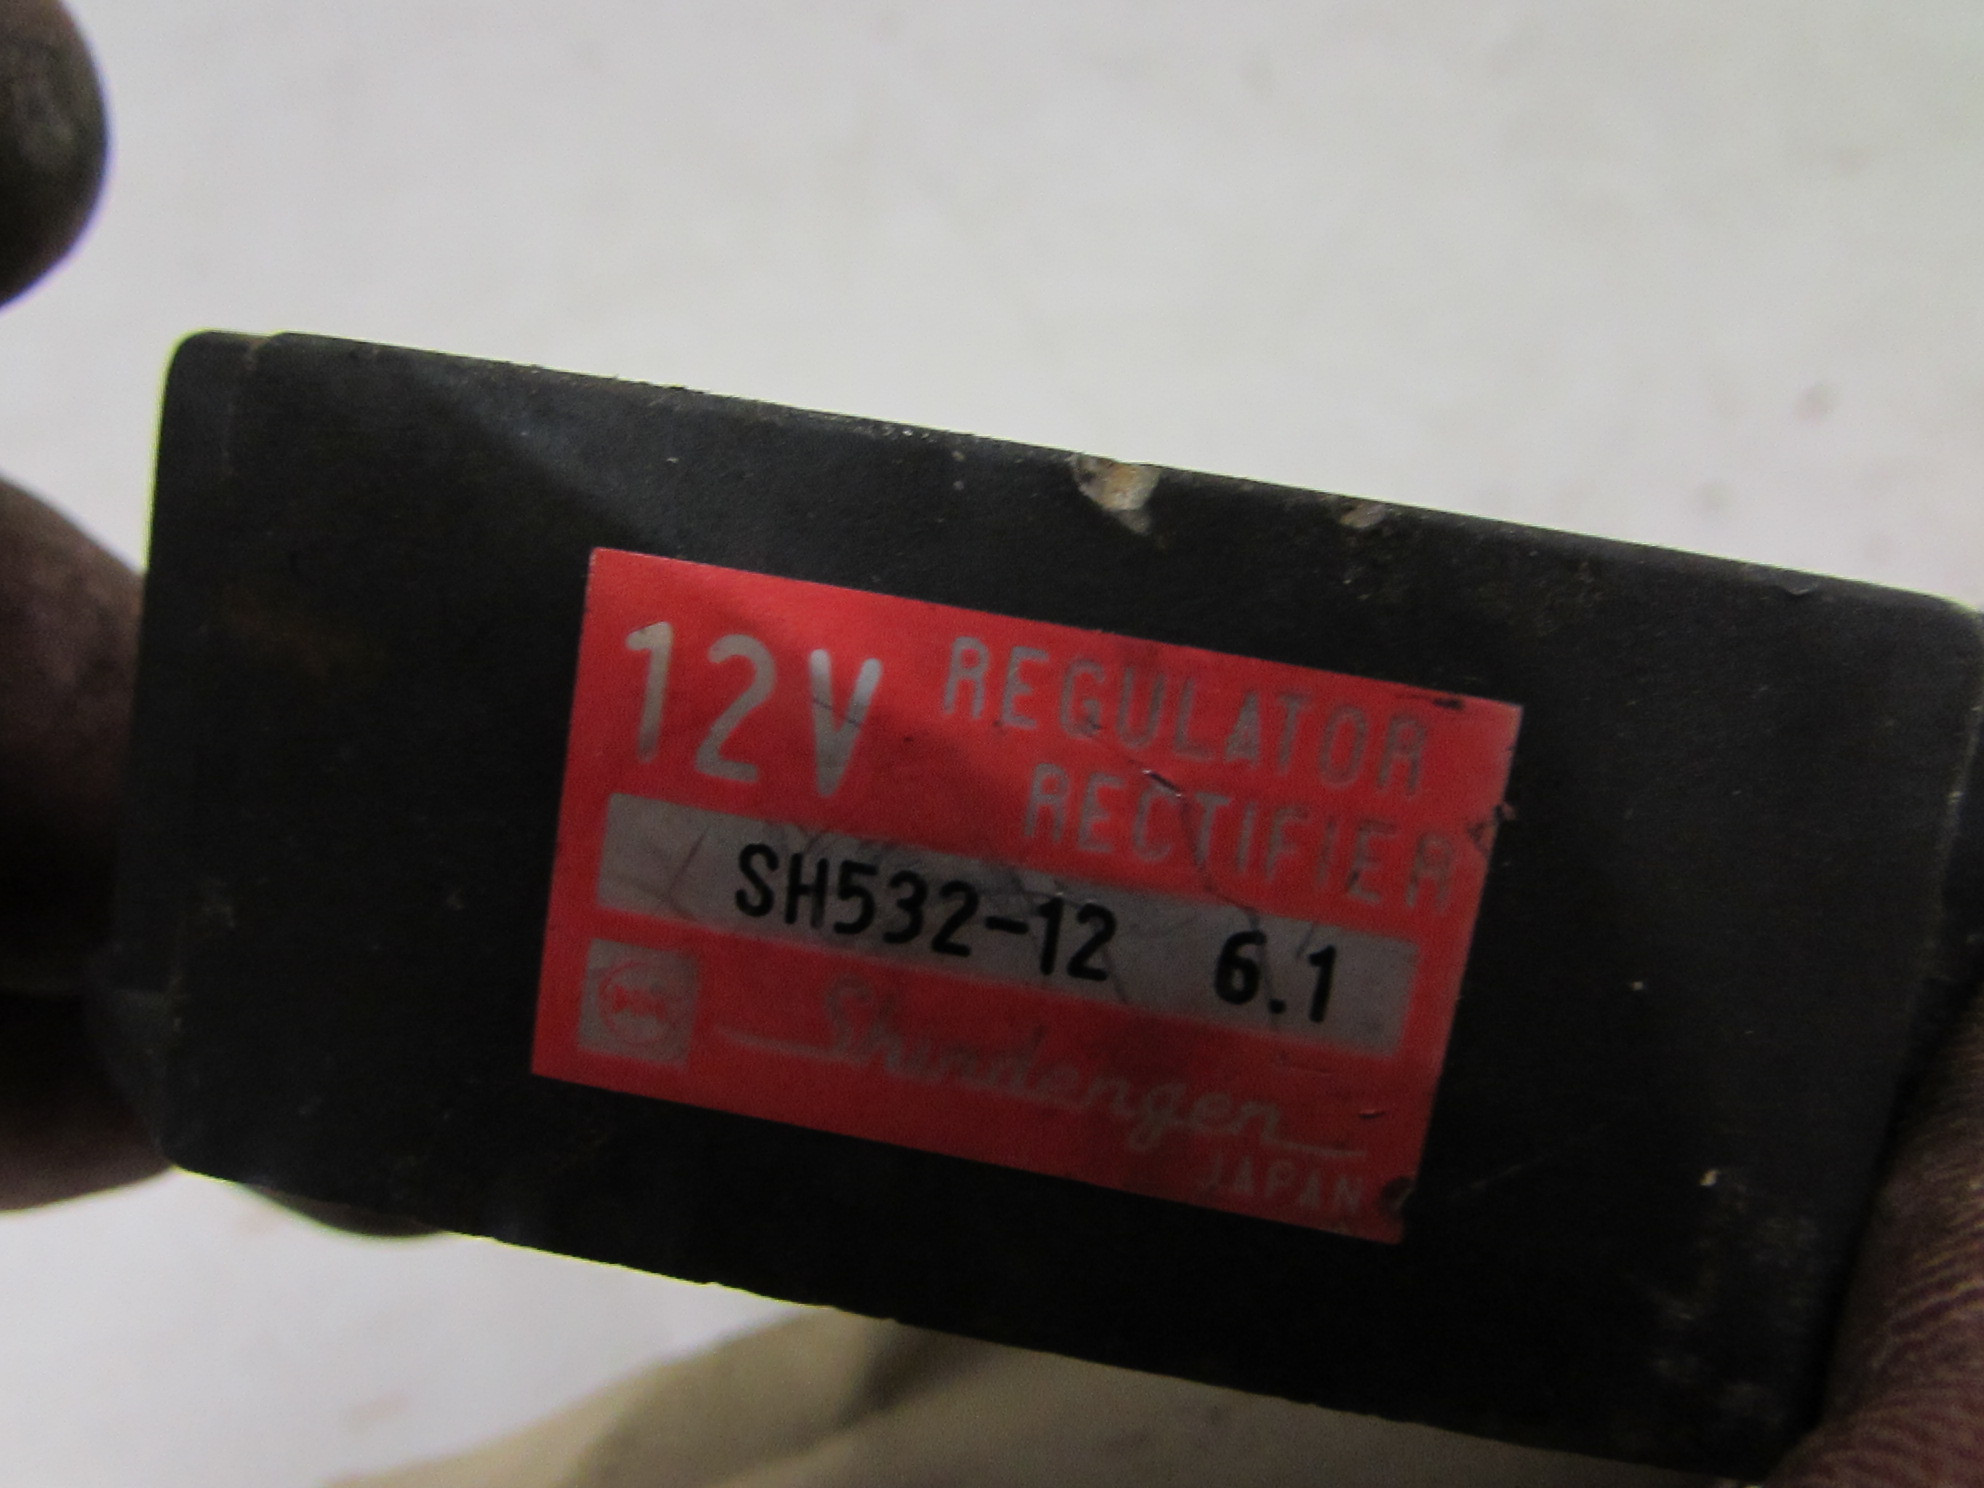 12V REGULATOR
RECTIFIER
SH532-12 6.1
Shindengen
JAPAN